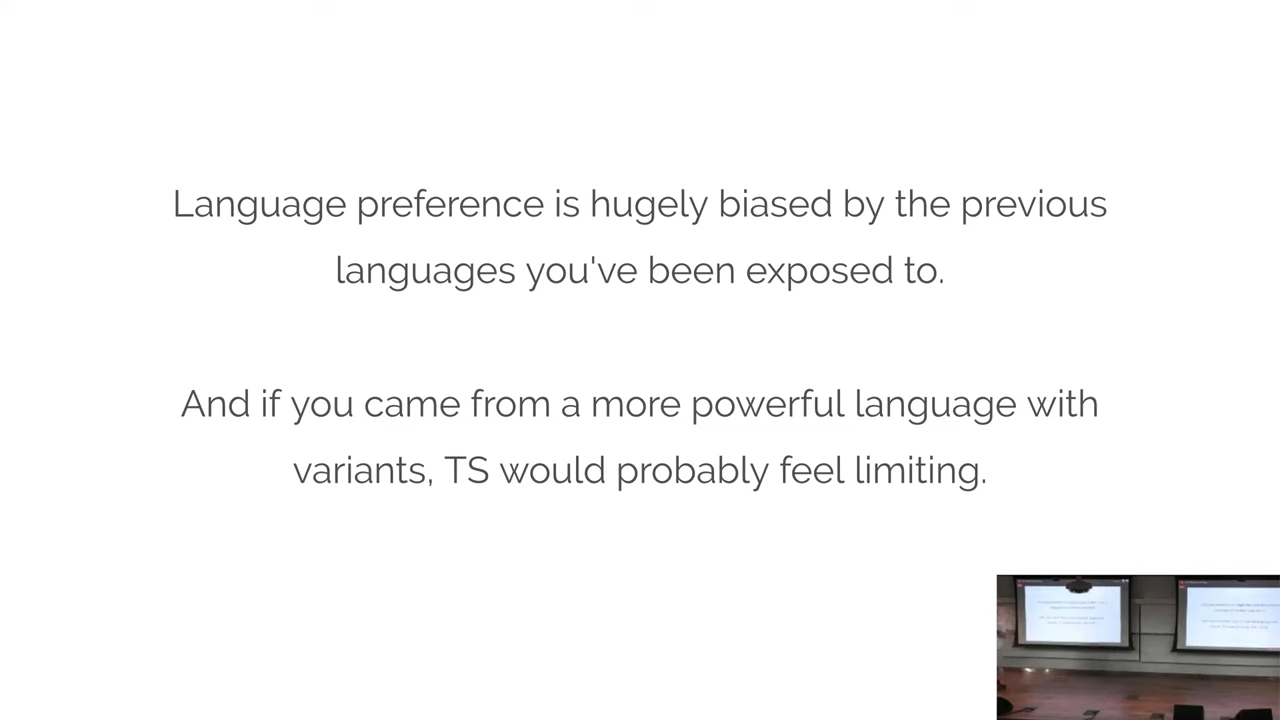 Language preference is hugely biased by the previous
languages you've been exposed to.
And if you came from a more powerful language with
variants, TS would probably feel limiting.